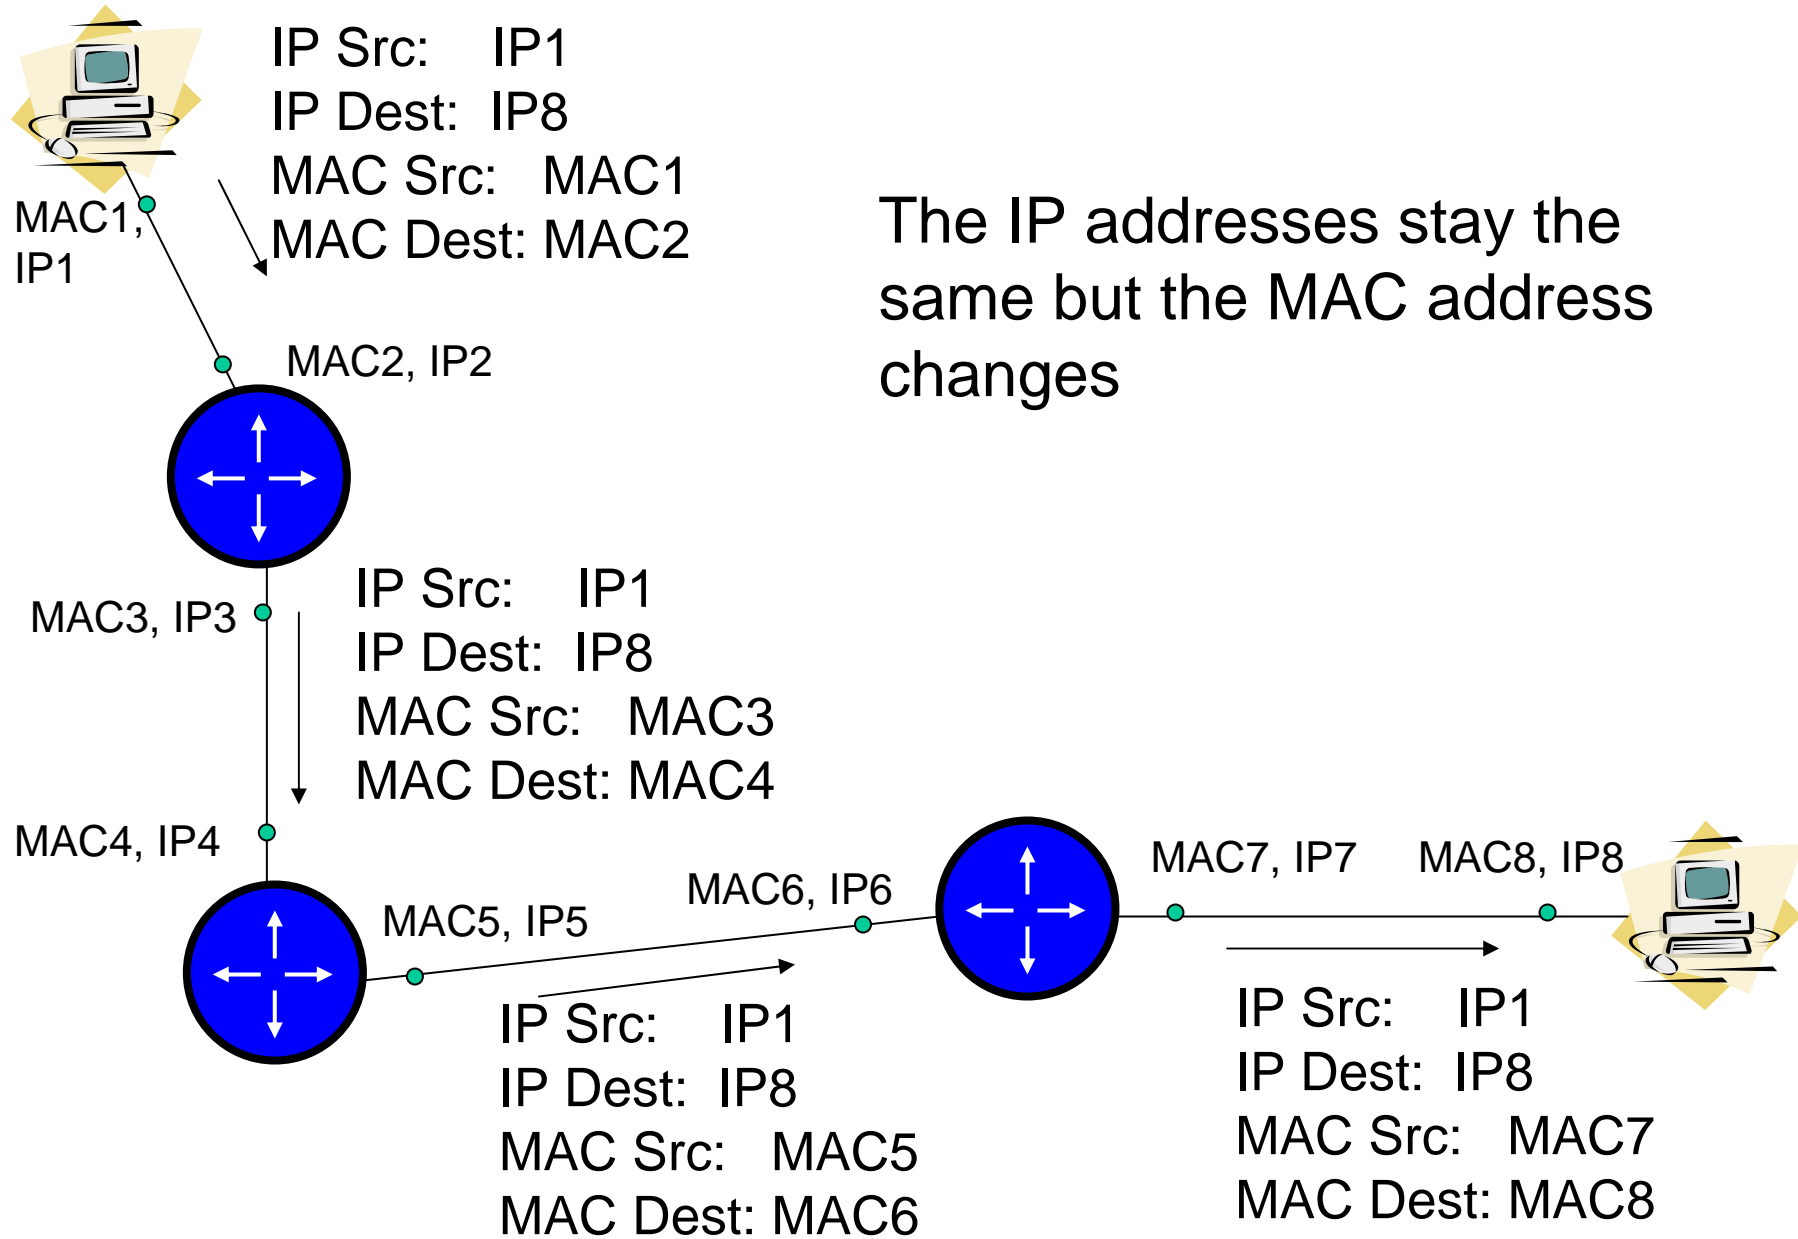 IP Src: IP1
IP Dest: IP8
MAC Src: MAC1
MAC Dest: MAC2
MAC1,
IP1
The IP addresses stay the
same but the MAC address
changes
MAC2, IP2
MAC3, IP3
IP Src: IP1
IP Dest: IP8
MAC Src: MAC3
MAC Dest: MAC4
MAC4, IP4
MAC5, IP5
MAC6, IP6
MAC7, IP7
MAC8, IP8
IP Src: IP1
IP Dest: IP8
MAC Src: MAC5
MAC Dest: MAC6
IP Src: IP1
IP Dest: IP8
MAC Src: MAC7
MAC Dest: MAC8